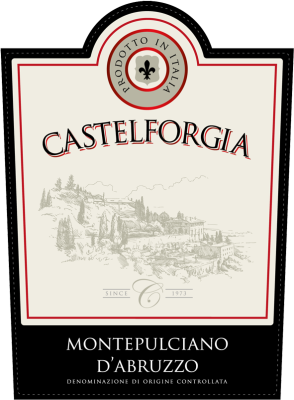 PRODOTTO IN ITALIA
CASTELFORGIA
SINCE C 1973
MONTEPULCIANO
D'ABRUZZO
DENOMINAZIONE DI ORIGINE CONTROLLATA